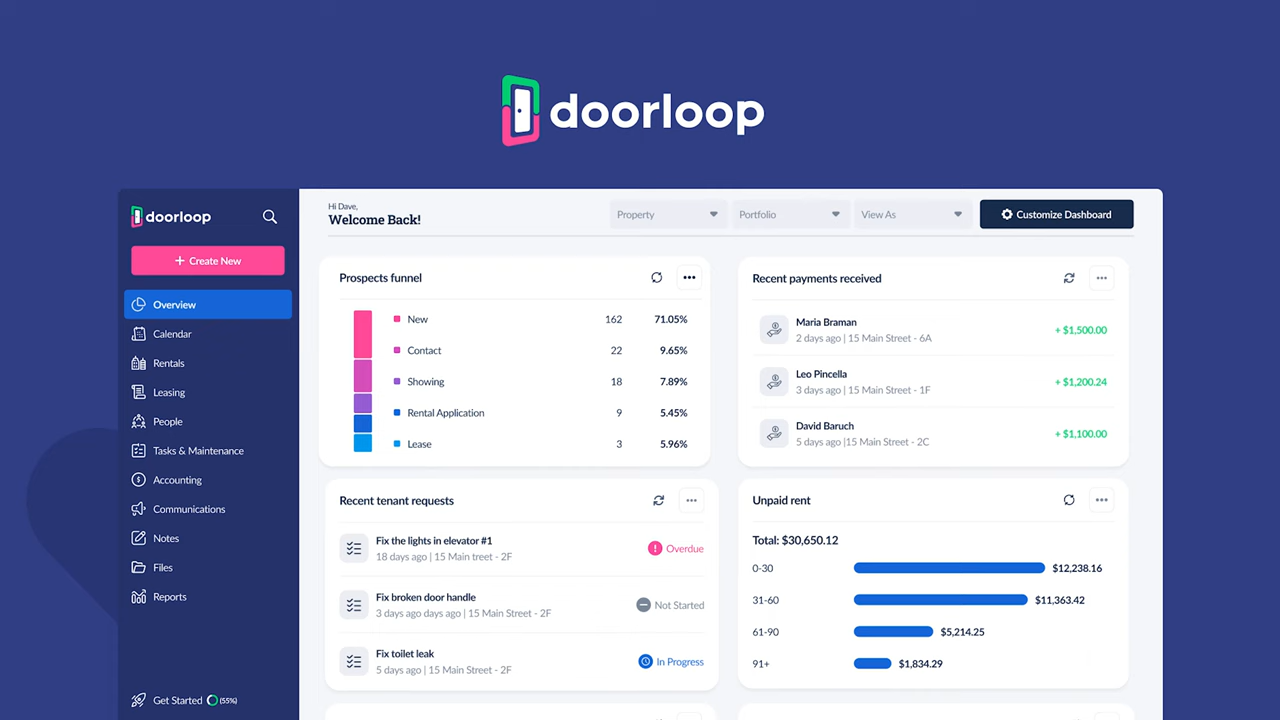 doorloop
doorloop
Create New
Overview
Calendar
Rentals
Leasing
People
Tasks & Maintenance
Accounting
Communications
Notes
Files
Reports
Get Started (55%)
Hi Dave,
Welcome Back!
Property
Portfolio
View As
Customize Dashboard
Prospects funnel
New 162 71.05%
Contact 22 9.65%
Showing 18 7.89%
Rental Application 9 5.45%
Lease 3 5.96%
Recent payments received
Maria Braman
2 days ago | 15 Main Street - 6A
+ $1,500.00
Leo Pincella
3 days ago | 15 Main Street - 1F
+ $1,200.24
David Baruch
5 days ago |15 Main Street - 2C
+ $1,100.00
Recent tenant requests
Fix the lights in elevator #1
18 days ago | 15 Main treet - 2F
Overdue
Fix broken door handle
3 days ago days ago | 15 Main Street - 2F
Not Started
Fix toilet leak
5 days ago | 15 Main Street - 2F
In Progress
Unpaid rent
Total: $30,650.12
0-30 $12,238.16
31-60 $11,363.42
61-90 $5,214.25
91+ $1,834.29